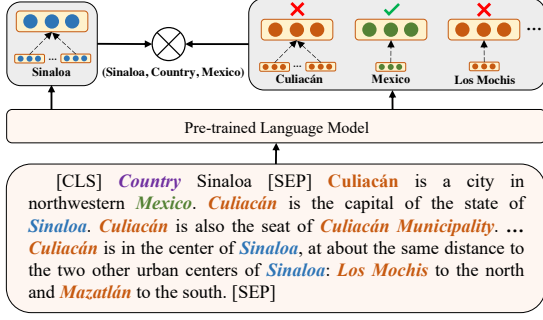 Sinaloa
(Sinaloa, Country, Mexico)
Culiacán
Mexico
Los Mochis
Pre-trained Language Model
[CLS] Country Sinaloa [SEP] Culiacán is a city in
northwestern Mexico. Culiacán is the capital of the state of
Sinaloa. Culiacán is also the seat of Culiacán Municipality. ...
Culiacán is in the center of Sinaloa, at about the same distance to
the two other urban centers of Sinaloa: Los Mochis to the north
and Mazatlán to the south. [SEP]